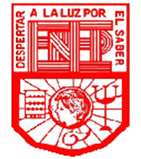 DESPERTAR
A LA LUZ POR
EL SABER
ENP